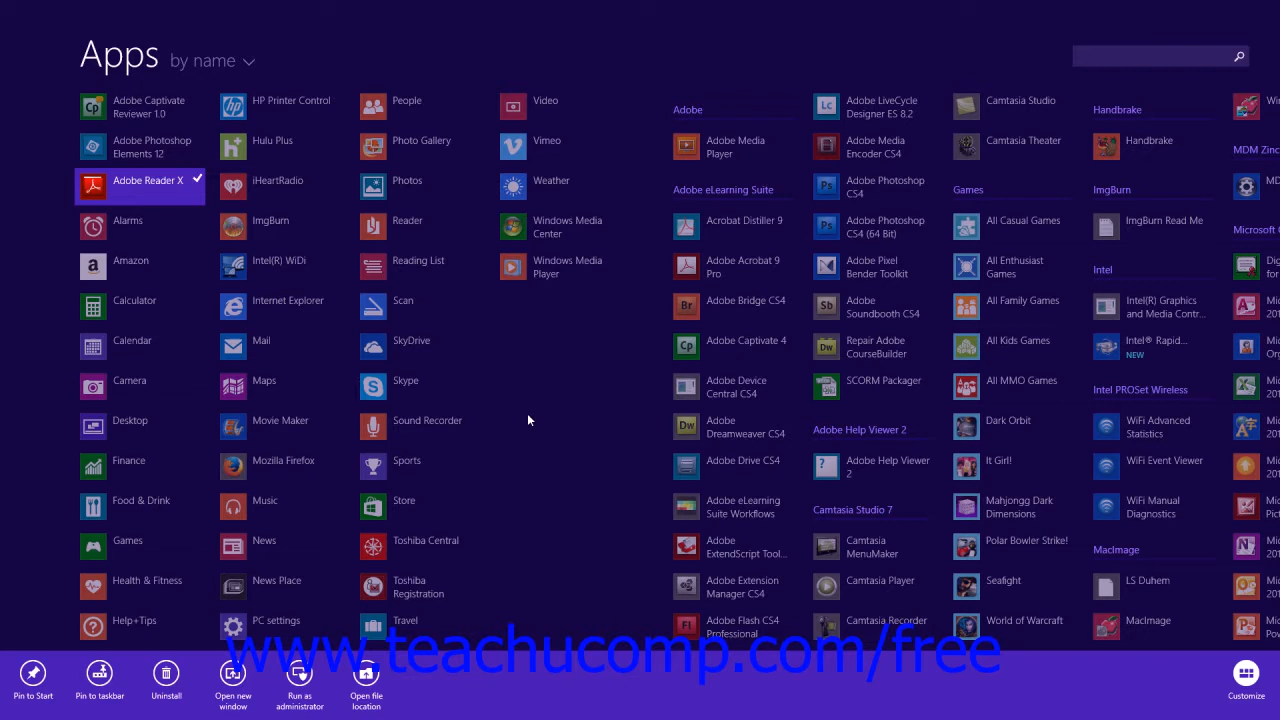 Apps by name
Adobe Captivate
Reviewer 1.0
Adobe Photoshop
Elements 12
Adobe Reader X
Alarms
Amazon
Calculator
Calendar
Camera
Desktop
Finance
Food & Drink
Games
Health & Fitness
Help+Tips
HP Printer Control
Hulu Plus
iHeartRadio
ImgBurn
Intel(R) WiDi
Internet Explorer
Mail
Maps
Movie Maker
Mozilla Firefox
Music
News
News Place
PC settings
People
Photo Gallery
Photos
Reader
Reading List
Scan
SkyDrive
Skype
Sound Recorder
Sports
Store
Toshiba Central
Toshiba
Registration
Travel
Video
Vimeo
Weather
Windows Media
Center
Windows Media
Player
Adobe
Adobe Media
Player
Adobe eLearning Suite
Acrobat Distiller 9
Adobe Acrobat 9
Pro
Adobe Bridge CS4
Adobe Captivate 4
Adobe Device
Central CS4
Adobe
Dreamweaver CS4
Adobe Drive CS4
Adobe eLearning
Suite Workflows
Adobe
ExtendScript Tool...
Adobe Extension
Manager CS4
Adobe Flash CS4
Professional
Adobe LiveCycle
Designer ES 8.2
Adobe Media
Encoder CS4
Adobe Photoshop
CS4
Adobe Photoshop
CS4 (64 Bit)
Adobe Pixel
Bender Toolkit
Adobe
Soundbooth CS4
Repair Adobe
CourseBuilder
SCORM Packager
Adobe Help Viewer 2
Adobe Help Viewer
2
Camtasia Studio 7
Camtasia
MenuMaker
Camtasia Player
Camtasia Recorder
Camtasia Studio
Camtasia Theater
Games
All Casual Games
All Enthusiast
Games
All Family Games
All Kids Games
All MMO Games
Dark Orbit
It Girl!
Mahjongg Dark
Dimensions
Polar Bowler Strike!
Seafight
World of Warcraft
Handbrake
Handbrake
ImgBurn
ImgBurn Read Me
Intel
Intel(R) Graphics
and Media Contr...
Intel® Rapid...
NEW
Intel PROSet Wireless
WiFi Advanced
Statistics
WiFi Event Viewer
WiFi Manual
Diagnostics
MacImage
LS Duhem
MacImage
MDM Zinc
www.teachucomp.com/free
Pin to Start
Pin to taskbar
Uninstall
Open new
window
Run as
administrator
Open file
location
Customize